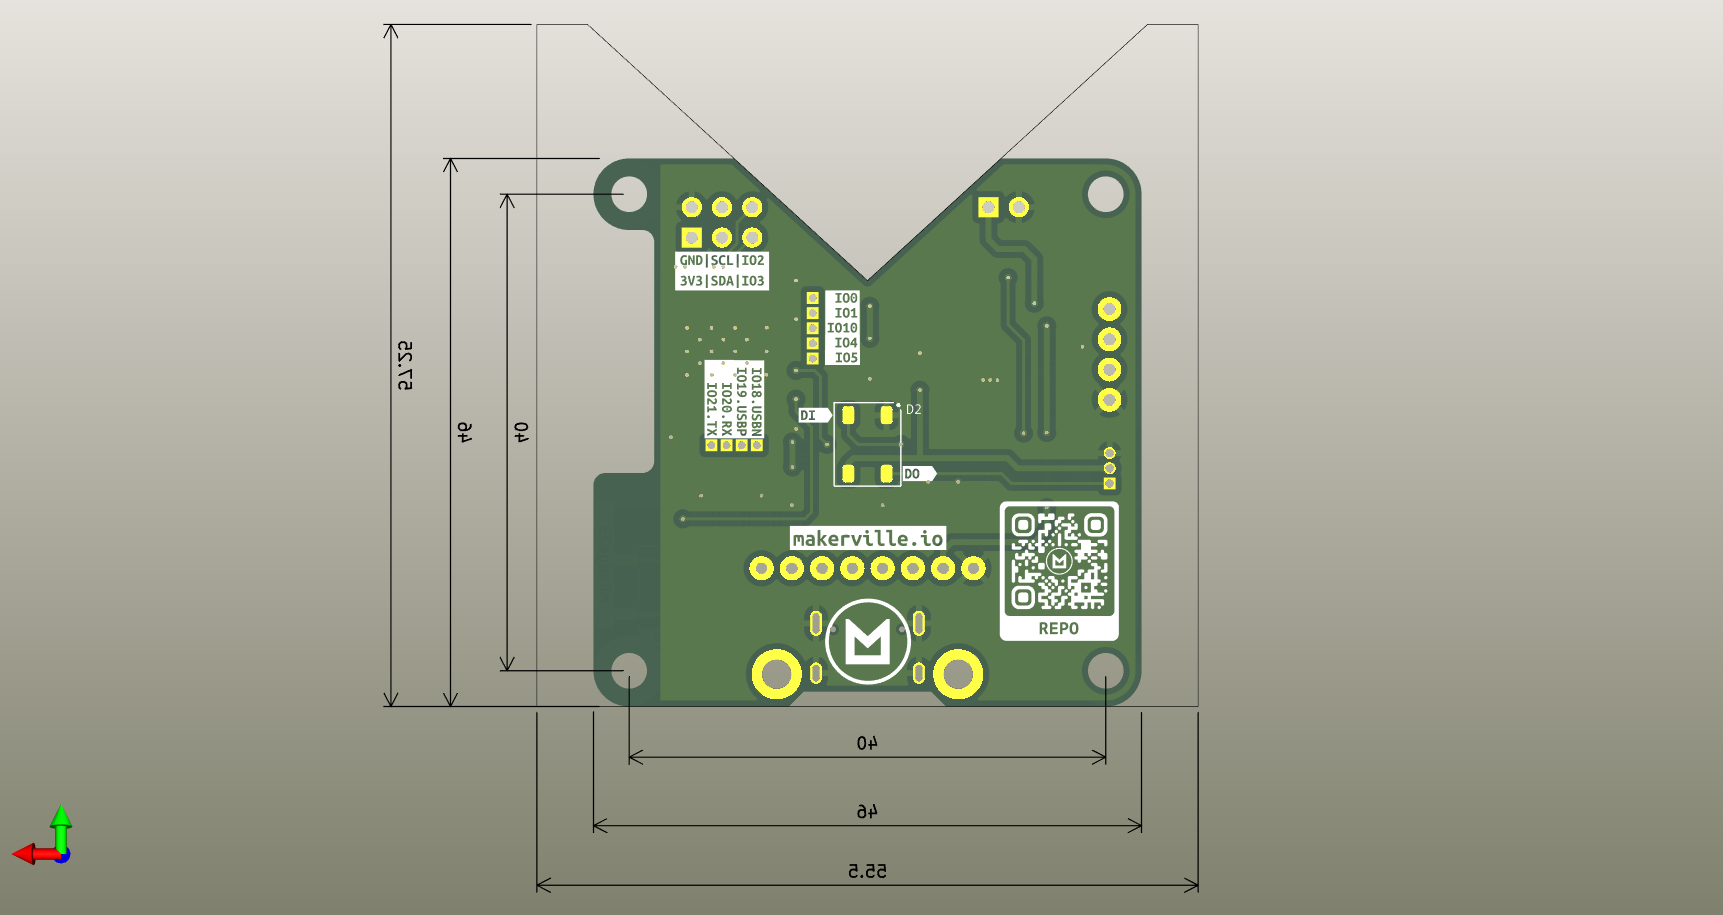 GND|SCL|IO2
3V3|SDA|IO3
IO0
IO1
IO10
IO4
IO5
IO18.USBN
IO19.USBP
IO20.RX
IO21.TX
DI
D2
DO
makerville.io
REPO
57.25
46
40
40
46
55.5